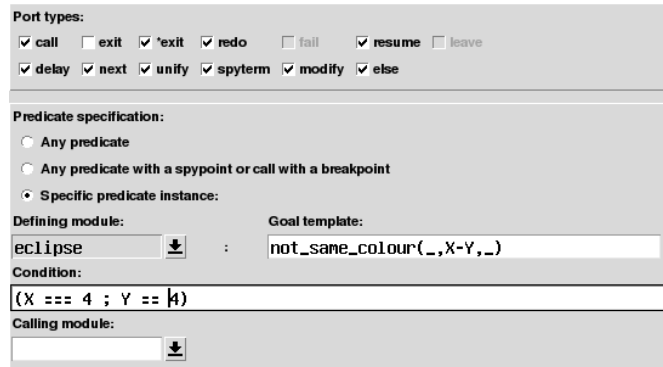 Port types:
call exit *exit redo fail resume leave
delay next unify spyterm modify else
Predicate specification:
Any predicate
Any predicate with a spypoint or call with a breakpoint
Specific predicate instance:
Defining module: Goal template:
eclipse : not_same_colour(_,X-Y,_)
Condition:
(X === 4 ; Y == 4)
Calling module: